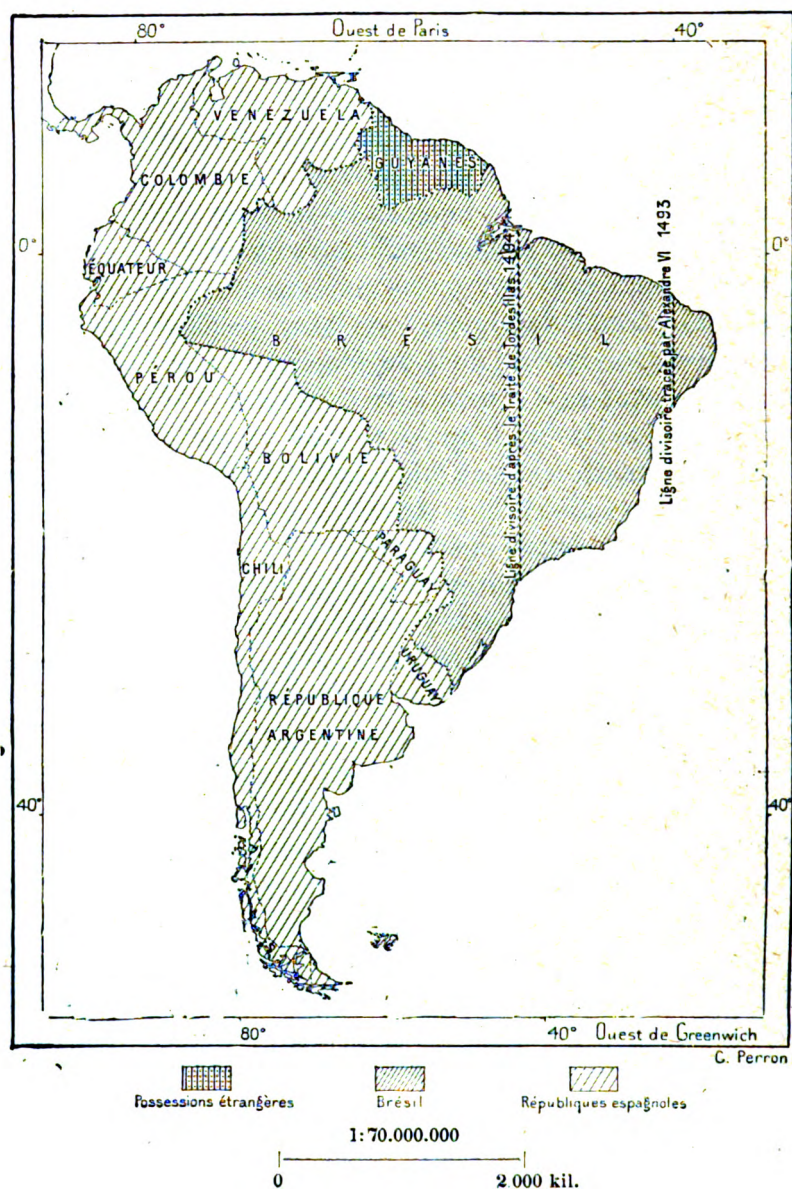 80° Ouest de Paris 40°
VENEZUELA
GUYANES
COLOMBIE
0° 0°
ÉQUATEUR
Ligne divisoire d'après le Traité de Tordesillas 1494
Ligne divisoire tracée par Alexandre VI 1493
BRÉSIL
PÉROU
BOLIVIE
PARAGUAY
CHILI
URUGUAY
RÉPUBLIQUE
ARGENTINE
40° 40°
80° 40° Ouest de Greenwich
C. Perron
Possessions étrangères Brésil Républiques espagnoles
1:70.000.000
0 2 000 kil.